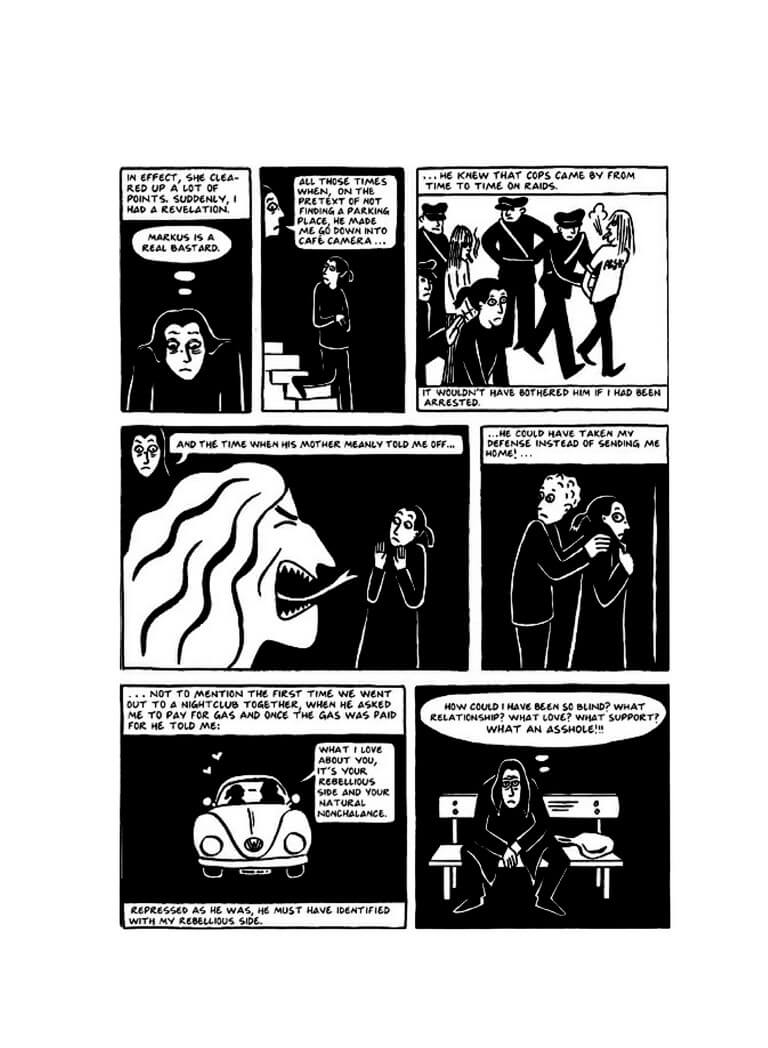 IN EFFECT, SHE CLEA-
RED UP A LOT OF
POINTS. SUDDENLY, I
HAD A REVELATION.
MARKUS IS A
REAL BASTARD.
ALL THOSE TIMES
WHEN, ON THE
PRETEXT OF NOT
FINDING A PARKING
PLACE, HE MADE
ME GO DOWN INTO
CAFÉ CAMERA...
...HE KNEW THAT COPS CAME BY FROM
TIME TO TIME ON RAIDS.
IT WOULDN'T HAVE BOTHERED HIM IF I HAD BEEN
ARRESTED.
AND THE TIME WHEN HIS MOTHER MEANLY TOLD ME OFF...
...HE COULD HAVE TAKEN MY
DEFENSE INSTEAD OF SENDING ME
HOME! ...
... NOT TO MENTION THE FIRST TIME WE WENT
OUT TO A NIGHTCLUB TOGETHER, WHEN HE ASKED
ME TO PAY FOR GAS AND ONCE THE GAS WAS PAID
FOR HE TOLD ME:
WHAT I LOVE
ABOUT YOU,
IT'S YOUR
REBELLIOUS
SIDE AND YOUR
NATURAL
NONCHALANCE.
REPRESSED AS HE WAS, HE MUST HAVE IDENTIFIED
WITH MY REBELLIOUS SIDE.
HOW COULD I HAVE BEEN SO BLIND? WHAT
RELATIONSHIP? WHAT LOVE? WHAT SUPPORT?
WHAT AN ASSHOLE!!!